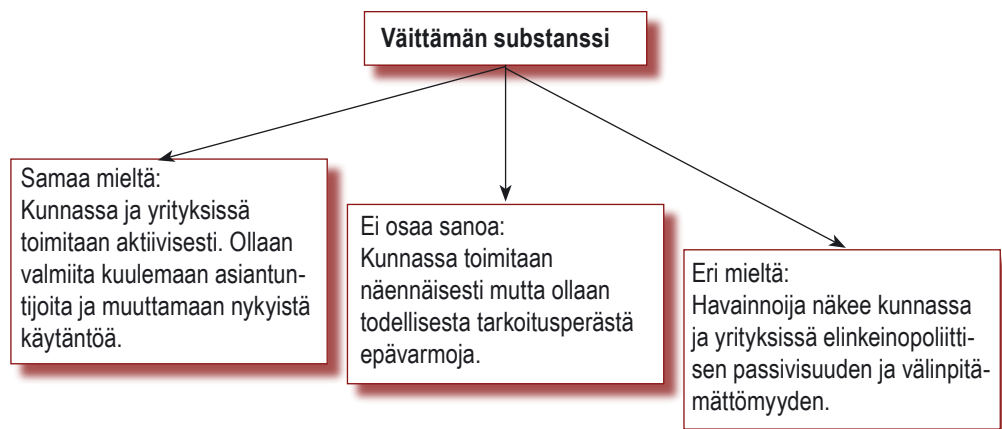 Väittämän substanssi
Samaa mieltä:
Kunnassa ja yrityksissä
toimitaan aktiivisesti. Ollaan
valmiita kuulemaan asiantun-
tijoita ja muuttamaan nykyistä
käytäntöä.
Ei osaa sanoa:
Kunnassa toimitaan
näennäisesti mutta ollaan
todellisesta tarkoitusperästä
epävarmoja.
Eri mieltä:
Havainnoija näkee kunnassa
ja yrityksissä elinkeinopoliitti-
sen passivisuuden ja välinpitä-
mättömyyden.